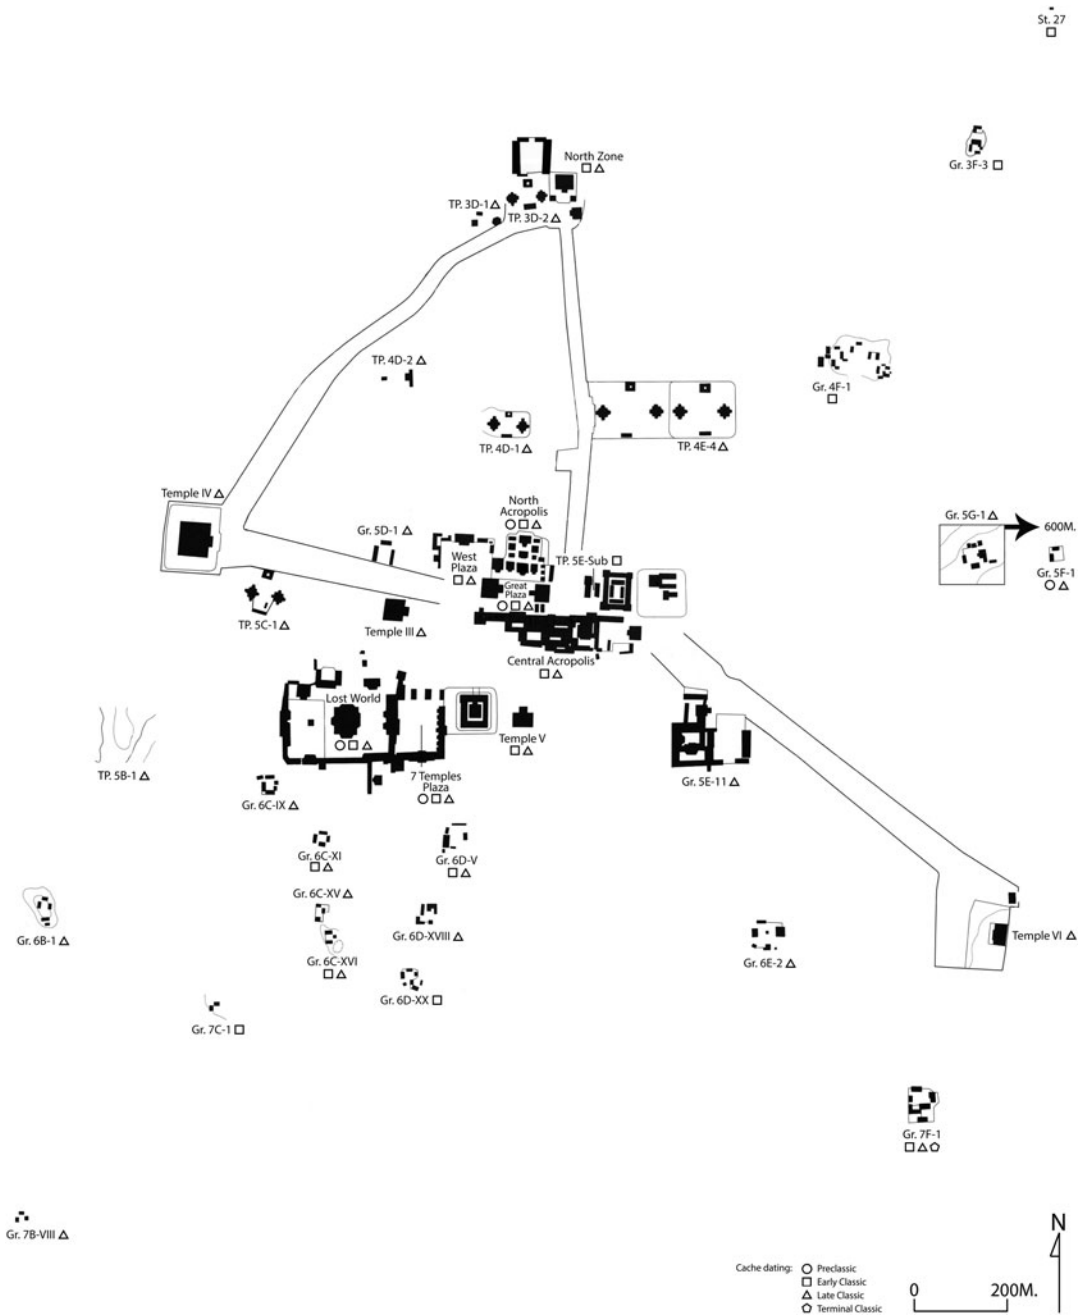 St. 27
Gr. 3F-3
North Zone
TP. 3D-1
TP. 3D-2
TP. 4D-2
Gr. 4F-1
TP. 4D-1
TP. 4E-4
Temple IV
North
Acropolis
Gr. 5D-1
Gr. 5G-1
600M.
West
Plaza
TP. 5E-Sub
Gr. 5F-1
Great
Plaza
TP. 5C-1
Temple III
Central Acropolis
Lost World
Temple V
TP. 5B-1
7 Temples
Plaza
Gr. 5E-11
Gr. 6C-IX
Gr. 6C-XI
Gr. 6D-V
Gr. 6C-XV
Gr. 6B-1
Gr. 6D-XVIII
Temple VI
Gr. 6C-XVI
Gr. 6E-2
Gr. 6D-XX
Gr. 7C-1
Gr. 7F-1
Gr. 7B-VIII
N
Cache dating:
Preclassic
Early Classic
Late Classic
Terminal Classic
0 200M.